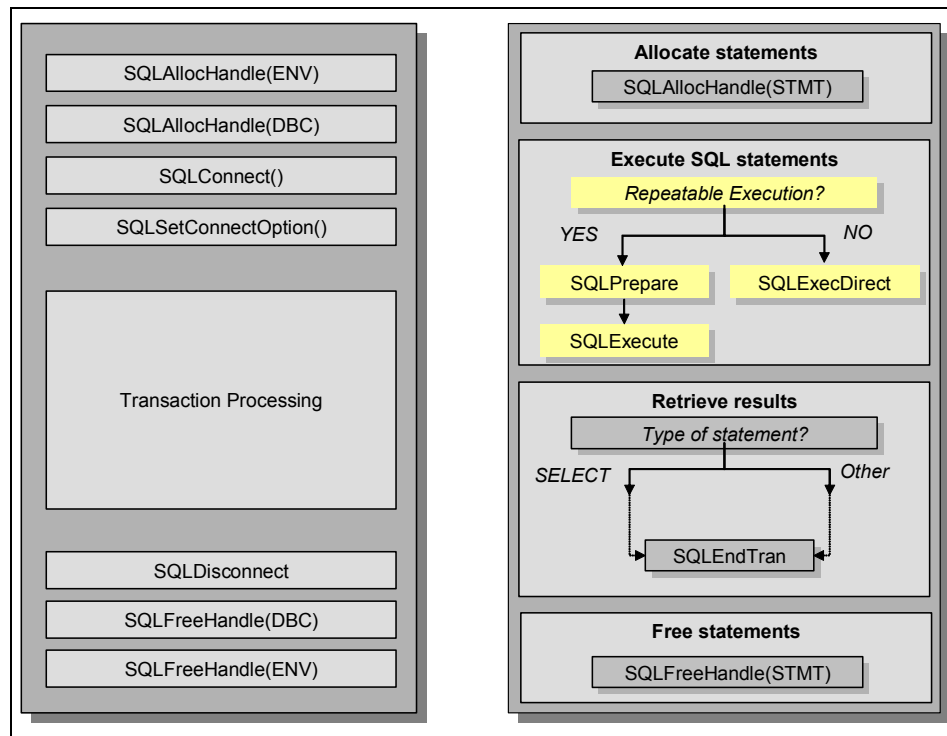 SQLAllocHandle(ENV)
SQLAllocHandle(DBC)
SQLConnect()
SQLSetConnectOption()
Transaction Processing
SQLDisconnect
SQLFreeHandle(DBC)
SQLFreeHandle(ENV)
Allocate statements
SQLAllocHandle(STMT)
Execute SQL statements
Repeatable Execution?
YES
NO
SQLPrepare
SQLExecDirect
SQLExecute
Retrieve results
Type of statement?
SELECT
Other
SQLEndTran
Free statements
SQLFreeHandle(STMT)